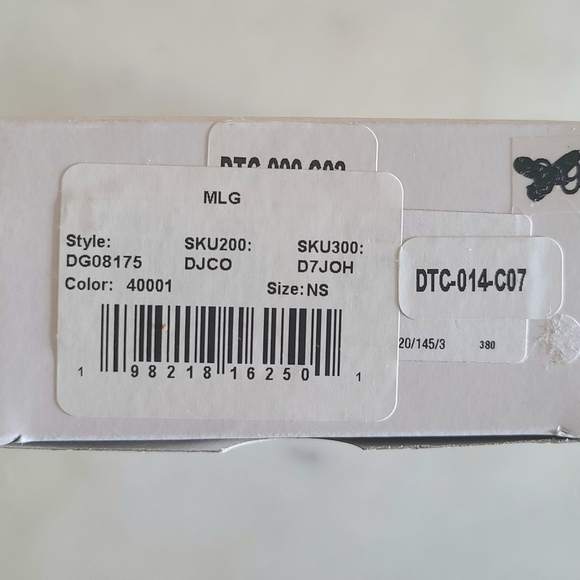 MLG
Style: SKU200: SKU300:
DG08175 DJCO D7JOH
Color: 40001 Size: NS
1 98218 16250 1
DTC-014-C07
20/145/3 380